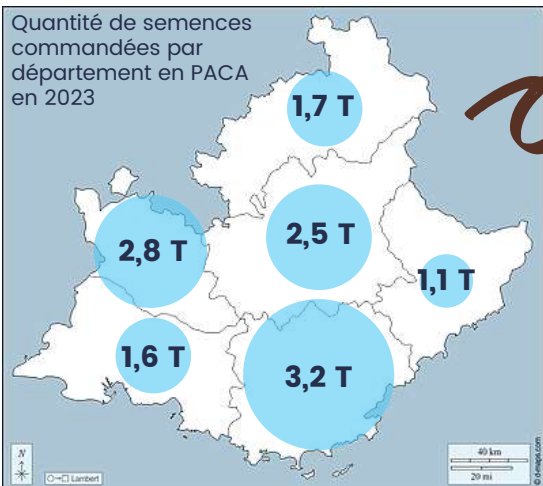 Quantité de semences
commandées par
département en PACA
en 2023
1,7 T
2,8 T
2,5 T
1,1 T
1,6 T
3,2 T
N
Lambert
40 km
20 mi
© d-maps.com